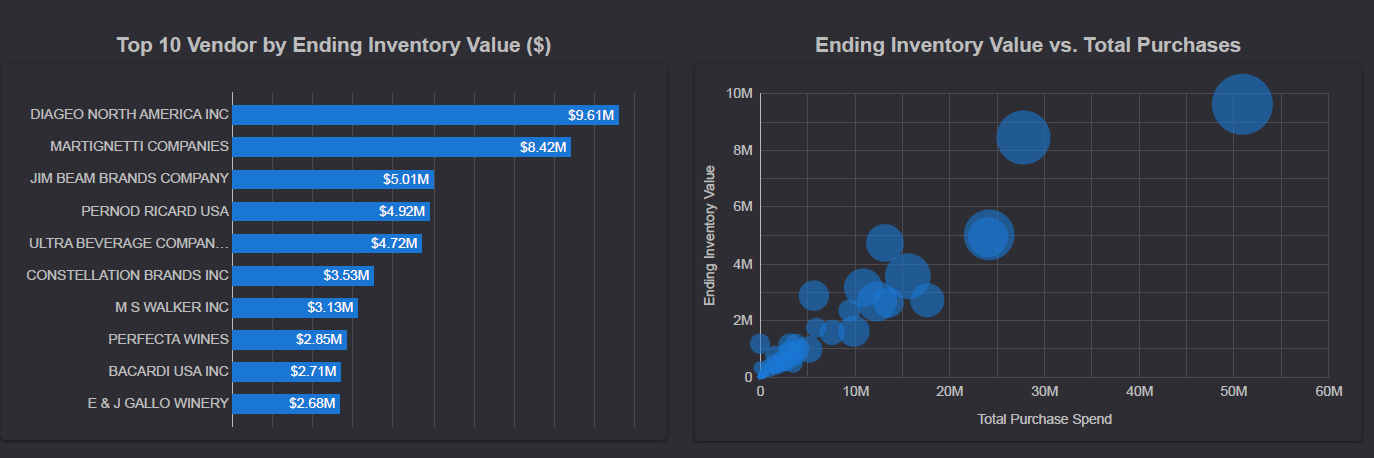 Top 10 Vendor by Ending Inventory Value ($)
DIAGEO NORTH AMERICA INC $9.61M
MARTIGNETTI COMPANIES $8.42M
JIM BEAM BRANDS COMPANY $5.01M
PERNOD RICARD USA $4.92M
ULTRA BEVERAGE COMPAN... $4.72M
CONSTELLATION BRANDS INC $3.53M
M S WALKER INC $3.13M
PERFECTA WINES $2.85M
BACARDI USA INC $2.71M
E & J GALLO WINERY $2.68M
Ending Inventory Value vs. Total Purchases
Ending Inventory Value
10M
8M
6M
4M
2M
0
0 10M 20M 30M 40M 50M 60M
Total Purchase Spend